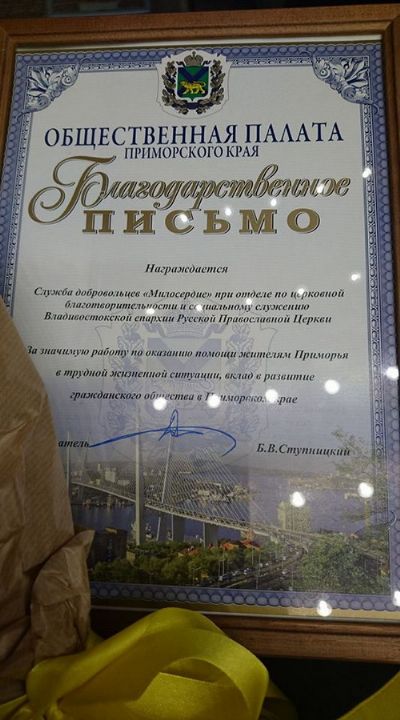 ОБЩЕСТВЕННАЯ ПАЛАТА
ПРИМОРСКОГО КРАЯ
Благодарственное
ПИСЬМО
Награждается
Служба добровольцев «Милосердие» при отделе по церковной
благотворительности и социальному служению
Владивостокской епархии Русской Православной Церкви
За значимую работу по оказанию помощи жителям Приморья
в трудной жизненной ситуации, вклад в развитие
гражданского общества в Приморском крае
Б.В.Ступницкий